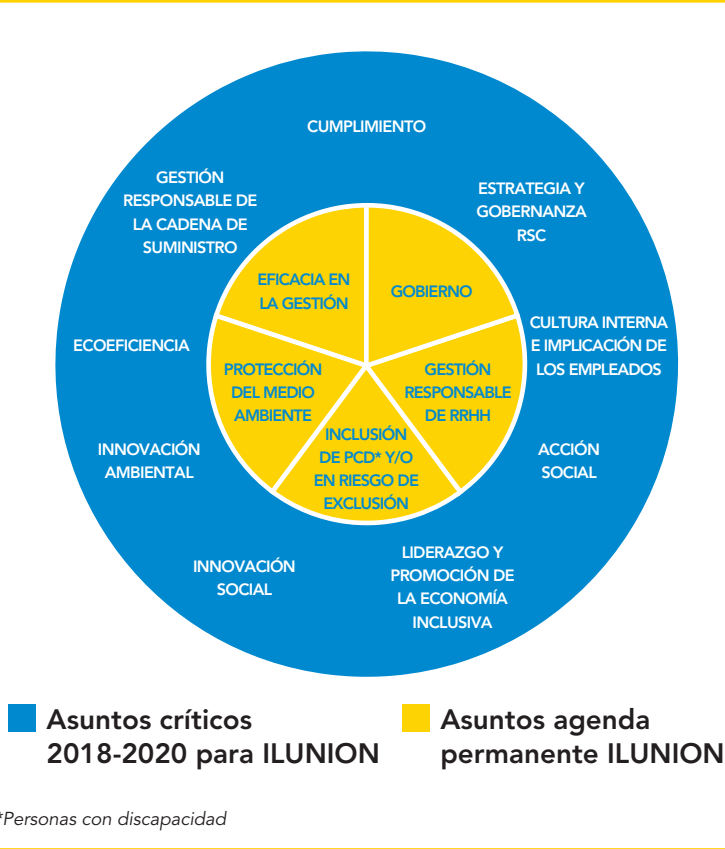 CUMPLIMIENTO
ESTRATEGIA Y
GOBERNANZA
RSC
CULTURA INTERNA
E IMPLICACIÓN DE
LOS EMPLEADOS
ACCIÓN
SOCIAL
LIDERAZGO Y
PROMOCIÓN DE
LA ECONOMÍA
INCLUSIVA
INNOVACIÓN
SOCIAL
INNOVACIÓN
AMBIENTAL
ECOEFICIENCIA
GESTIÓN
RESPONSABLE DE
LA CADENA DE
SUMINISTRO
EFICACIA EN
LA GESTIÓN
GOBIERNO
GESTIÓN
RESPONSABLE
DE RRHH
INCLUSIÓN
DE PCD* Y/O
EN RIESGO DE
EXCLUSIÓN
PROTECCIÓN
DEL MEDIO
AMBIENTE
Asuntos críticos
2018-2020 para ILUNION
Asuntos agenda
permanente ILUNION
*Personas con discapacidad